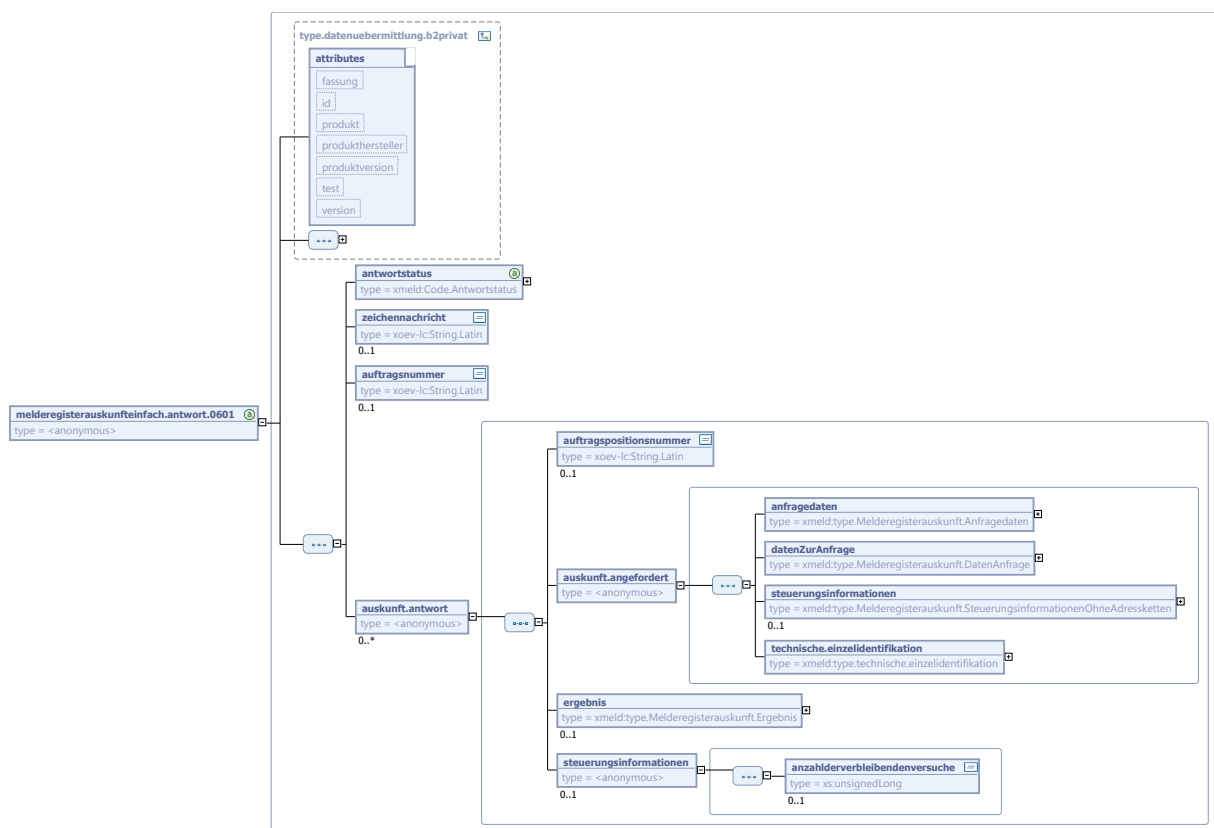 type.datenuebermittlung.b2privat
attributes
fassung
id
produkt
produkthersteller
produktversion
test
version
antwortstatus
type = xmeld:Code.Antwortstatus
zeichennachricht
type = xoev-lc:String.Latin
0..1
auftragsnummer
type = xoev-lc:String.Latin
0..1
melderegisterauskunfteinfach.antwort.0601
type = <anonymous>
auftragspositionsnummer
type = xoev-lc:String.Latin
0..1
anfragedaten
type = xmeld:type.Melderegisterauskunft.Anfragedaten
datenZurAnfrage
type = xmeld:type.Melderegisterauskunft.DatenAnfrage
auskunft.angefordert
type = <anonymous>
steuerungsinformationen
type = xmeld:type.Melderegisterauskunft.SteuerungsinformationenOhneAdressketten
0..1
auskunft.antwort
type = <anonymous>
0..*
technische.einzelidentifikation
type = xmeld:type.technische.einzelidentifikation
ergebnis
type = xmeld:type.Melderegisterauskunft.Ergebnis
0..1
steuerungsinformationen
type = <anonymous>
0..1
anzahlderverbleibendenversuche
type = xs:unsignedLong
0..1